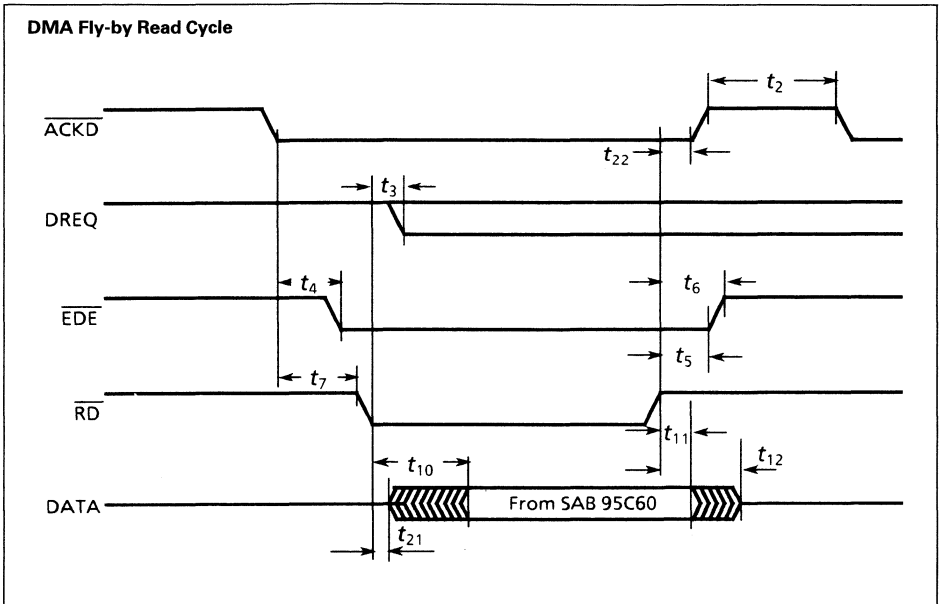 DMA Fly-by Read Cycle
t2
ACKD
t22
t3
DREQ
t4
t6
EDE
t5
t7
RD
t11
t10
t12
DATA
From SAB 95C60
t21